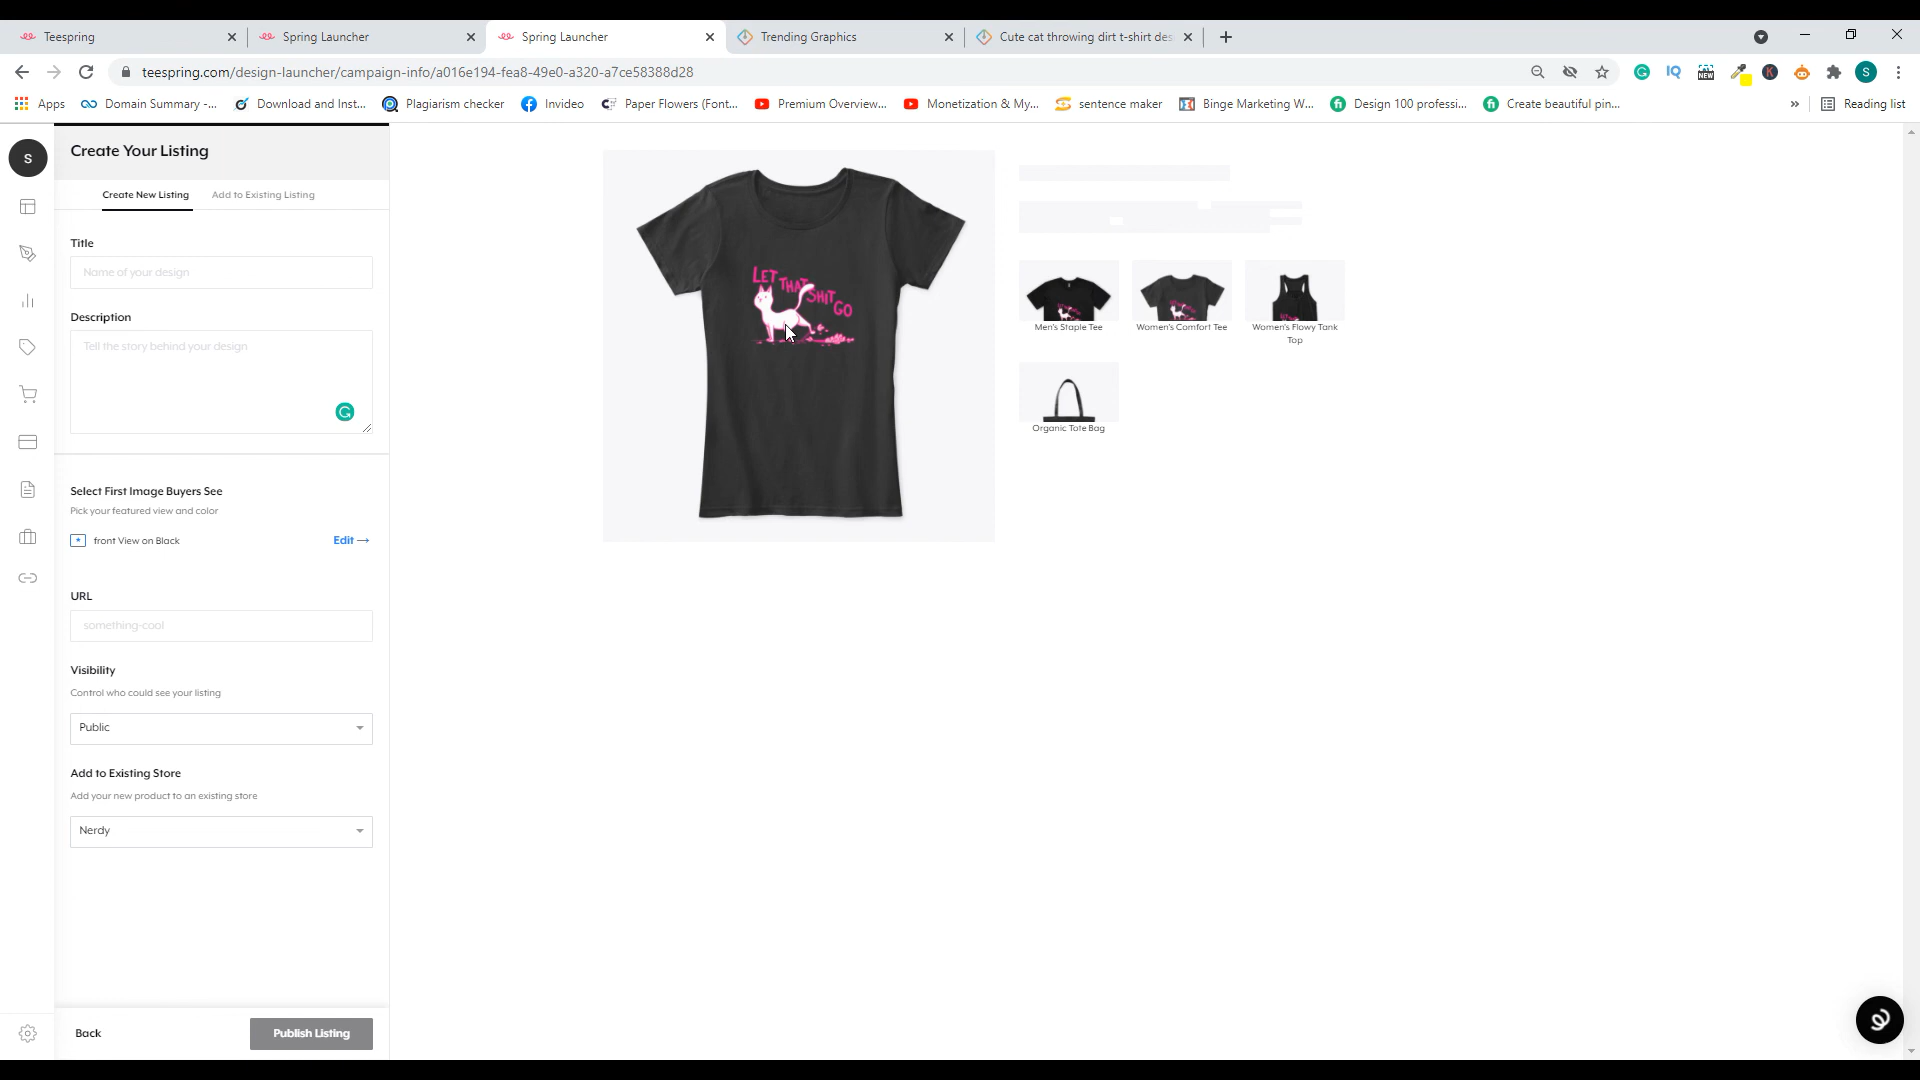 Teespring
Spring Launcher
Spring Launcher
Trending Graphics
Cute cat throwing dirt t-shirt des
teespring.com/design-launcher/campaign-info/a016e194-fea8-49e0-a320-a7ce58388d28
IQ
NEW
K
S
Apps
Domain Summary -...
Download and Inst...
Plagiarism checker
Invideo
Paper Flowers (Font...
Premium Overview...
Monetization & My...
sentence maker
Binge Marketing W...
Design 100 professi...
Create beautiful pin...
»
Reading list
S
Create Your Listing
Create New Listing
Add to Existing Listing
Title
Name of your design
Description
Tell the story behind your design
Select First Image Buyers See
Pick your featured view and color
front View on Black
Edit →
URL
something-cool
Visibility
Control who could see your listing
Public
Add to Existing Store
Add your new product to an existing store
Nerdy
Back
Publish Listing
LET THAT SHIT GO
Men's Staple Tee
Women's Comfort Tee
Women's Flowy Tank
Top
Organic Tote Bag